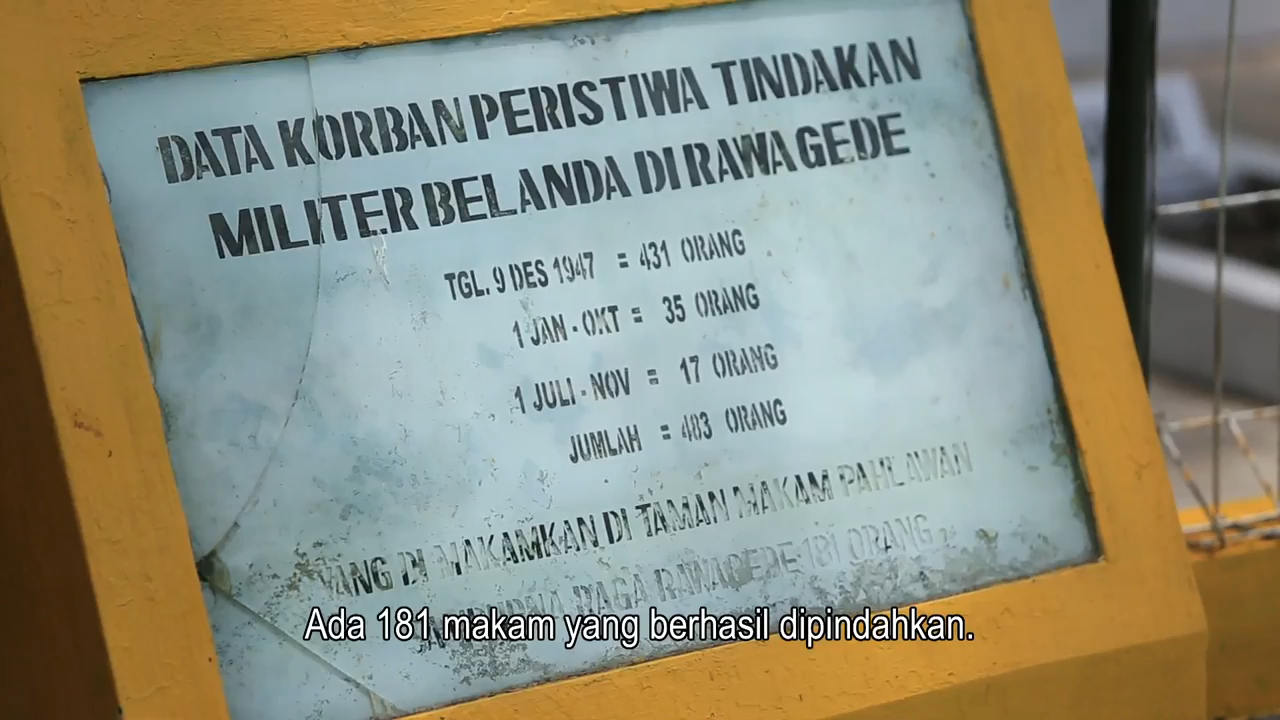 DATA KORBAN PERISTIWA TINDAKAN
MILITER BELANDA DI RAWAGEDE
TGL. 9 DES 1947 = 431 ORANG
1 JAN - OKT = 35 ORANG
1 JULI - NOV = 17 ORANG
JUMLAH = 483 ORANG
YANG DI MAKAMKAN DI TAMAN MAKAM PAHLAWAN
181 ORANG
Ada 181 makam yang berhasil dipindahkan.